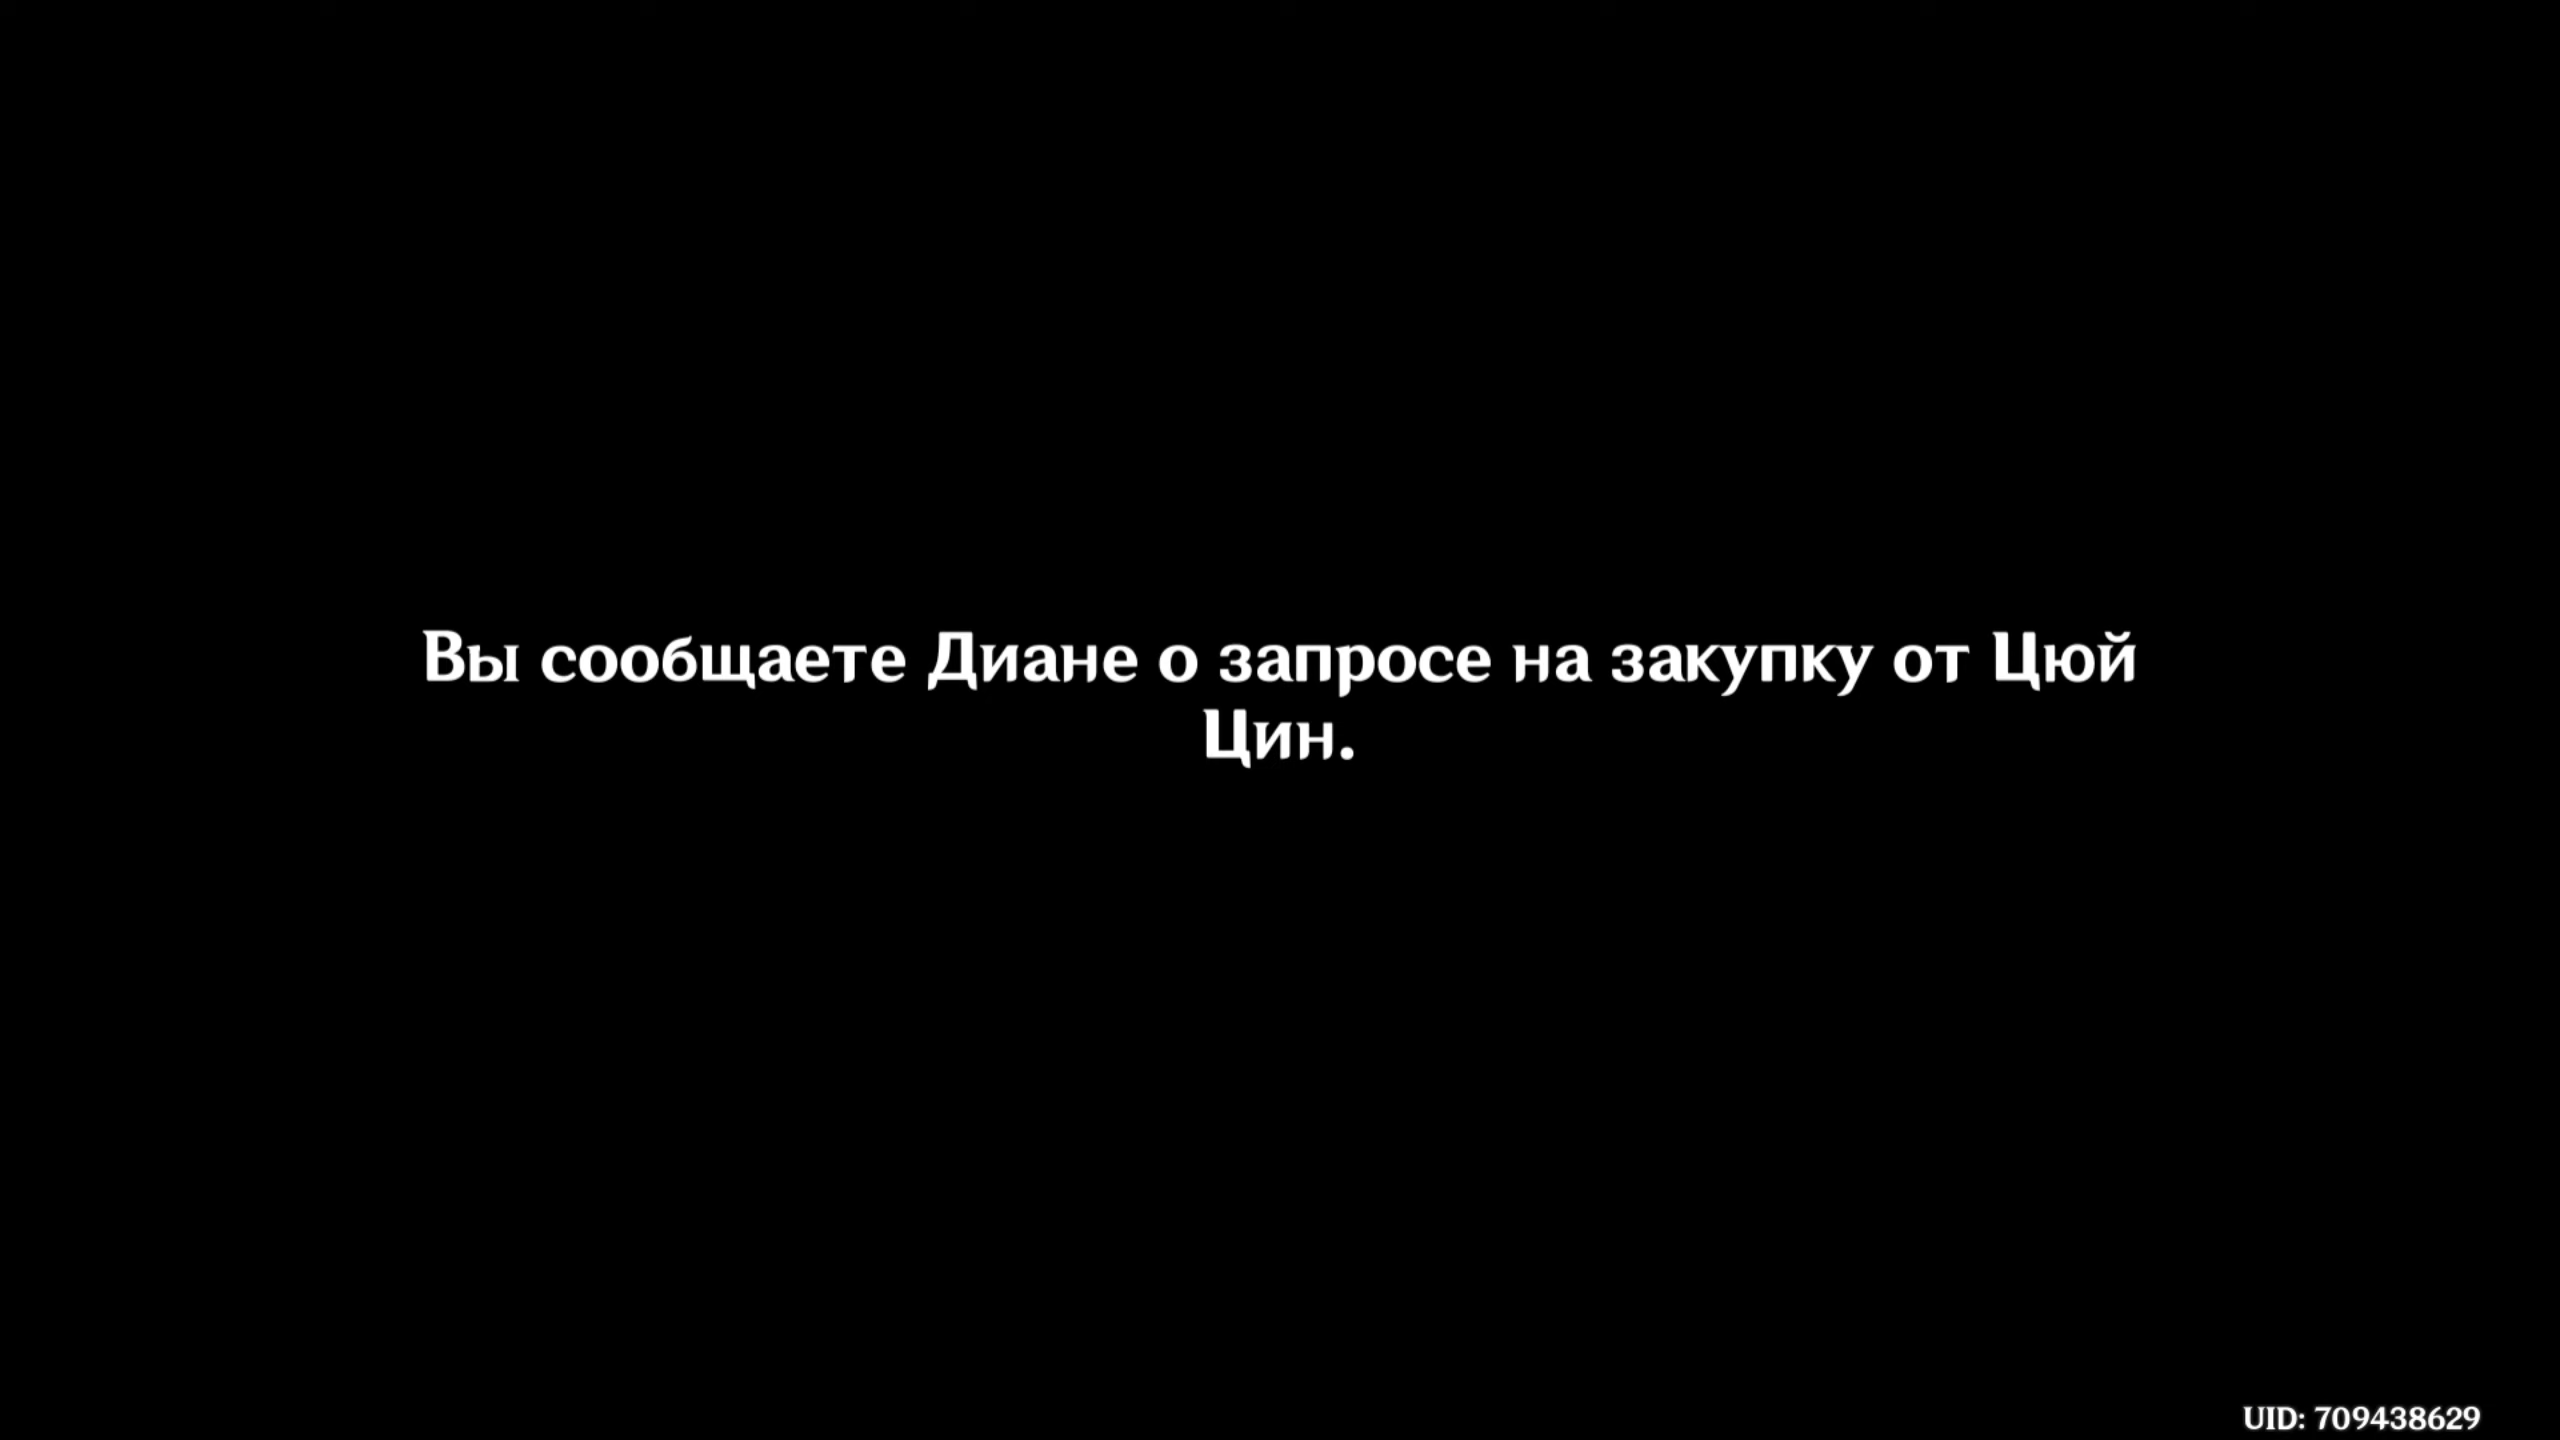 Вы сообщаете Диане о запросе на закупку от Цюй
Цин.
UID: 709438629